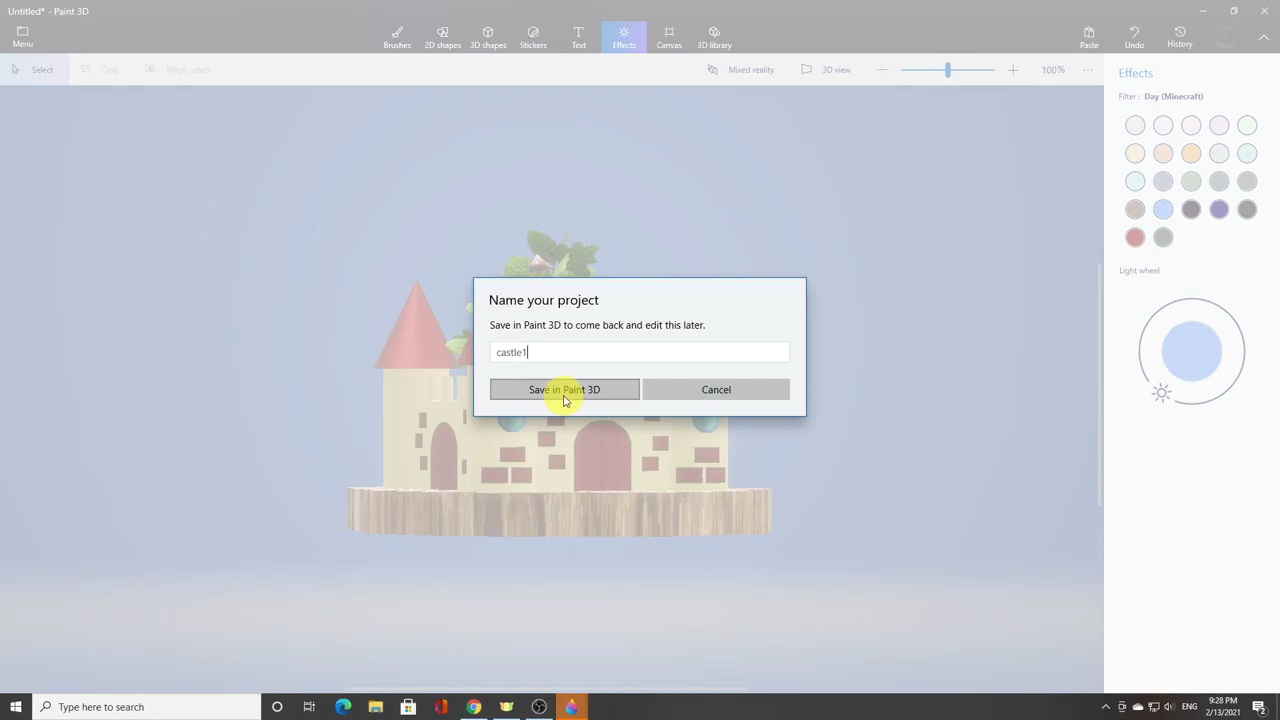 Untitled* - Paint 3D
Menu
Brushes
2D shapes
3D shapes
Stickers
Text
Effects
Canvas
3D library
Paste
Undo
History
Redo
Select
Crop
Magic select
Mixed reality
3D view
100%
Effects
Filter : Day (Minecraft)
Light wheel
Name your project
Save in Paint 3D to come back and edit this later.
castle1
Save in Paint 3D
Cancel
Type here to search
ENG
9:28 PM
2/13/2021
2